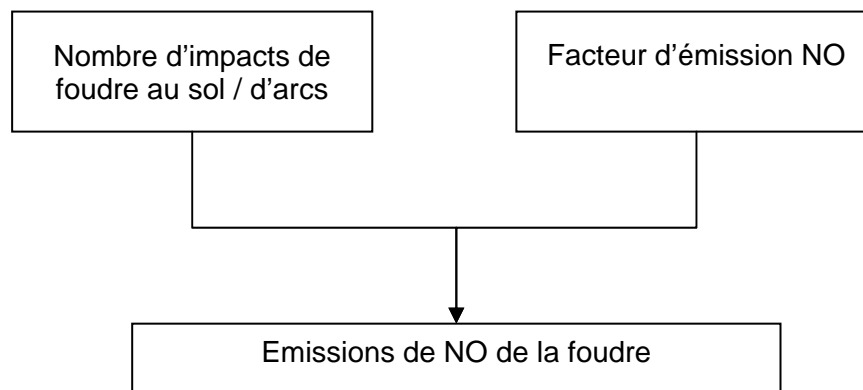 Nombre d’impacts de
foudre au sol / d’arcs
Facteur d’émission NO
Emissions de NO de la foudre